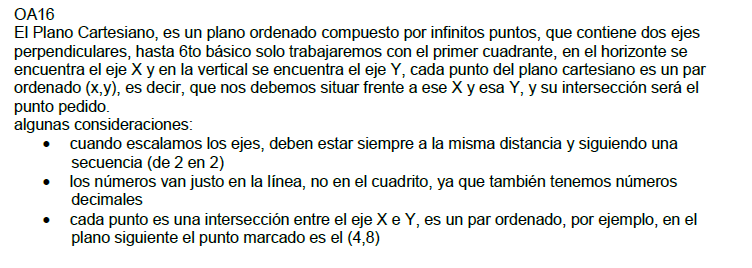 OA16
El Plano Cartesiano, es un plano ordenado compuesto por infinitos puntos, que contiene dos ejes
perpendiculares, hasta 6to básico solo trabajaremos con el primer cuadrante, en el horizonte se
encuentra el eje X y en la vertical se encuentra el eje Y, cada punto del plano cartesiano es un par
ordenado (x,y), es decir, que nos debemos situar frente a ese X y esa Y, y su intersección será el
punto pedido.
algunas consideraciones:
• cuando escalamos los ejes, deben estar siempre a la misma distancia y siguiendo una
secuencia (de 2 en 2)
• los números van justo en la línea, no en el cuadrito, ya que también tenemos números
decimales
• cada punto es una intersección entre el eje X e Y, es un par ordenado, por ejemplo, en el
plano siguiente el punto marcado es el (4,8)